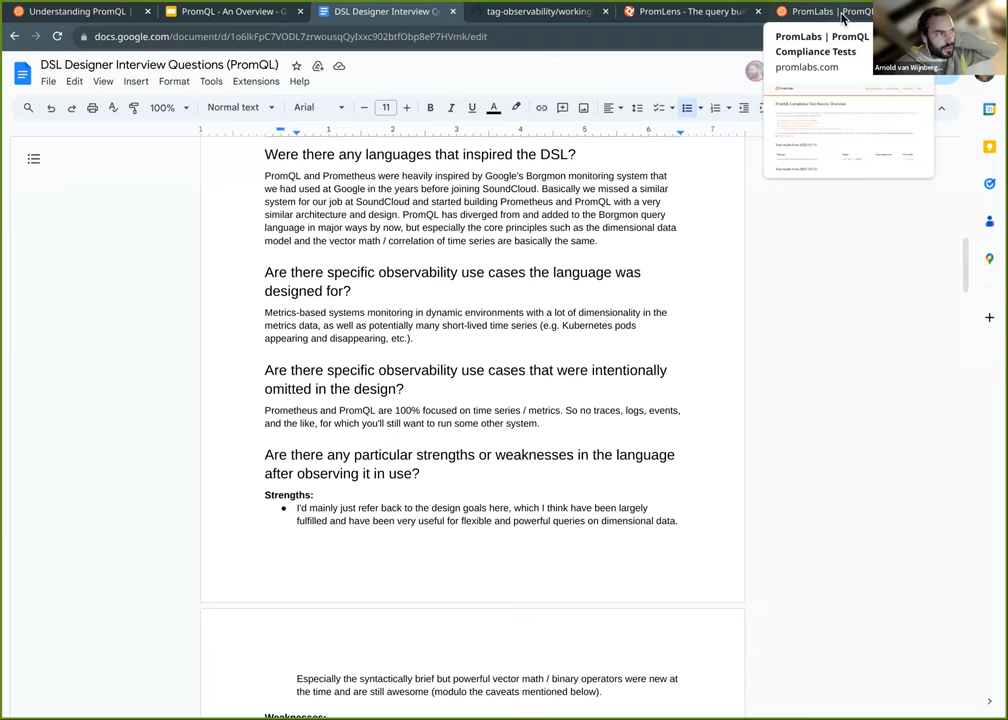 Understanding PromQL |
PromQL - An Overview - G
DSL Designer Interview Q
tag-observability/working
PromLens - The query bu
PromLabs | PromQL
docs.google.com/document/d/1o6lkFpC7VODL7zrwousqQyIxxc902btfObp8eP7HVmk/edit
PromLabs | PromQL
Compliance Tests
promlabs.com
Arnold van Wijnberg...
DSL Designer Interview Questions (PromQL)
File Edit View Insert Format Tools Extensions Help
100% Normal text Arial 11
1 1 2 3 4 5 6 7
Were there any languages that inspired the DSL?
PromQL and Prometheus were heavily inspired by Google's Borgmon monitoring system that
we had used at Google in the years before joining SoundCloud. Basically we missed a similar
system for our job at SoundCloud and started building Prometheus and PromQL with a very
similar architecture and design. PromQL has diverged from and added to the Borgmon query
language in major ways by now, but especially the core principles such as the dimensional data
model and the vector math / correlation of time series are basically the same.
Are there specific observability use cases the language was
designed for?
Metrics-based systems monitoring in dynamic environments with a lot of dimensionality in the
metrics data, as well as potentially many short-lived time series (e.g. Kubernetes pods
appearing and disappearing, etc.).
Are there specific observability use cases that were intentionally
omitted in the design?
Prometheus and PromQL are 100% focused on time series / metrics. So no traces, logs, events,
and the like, for which you'll still want to run some other system.
Are there any particular strengths or weaknesses in the language
after observing it in use?
Strengths:
● I'd mainly just refer back to the design goals here, which I think have been largely
fulfilled and have been very useful for flexible and powerful queries on dimensional data.
Especially the syntactically brief but powerful vector math / binary operators were new at
the time and are still awesome (modulo the caveats mentioned below).
Weaknesses: